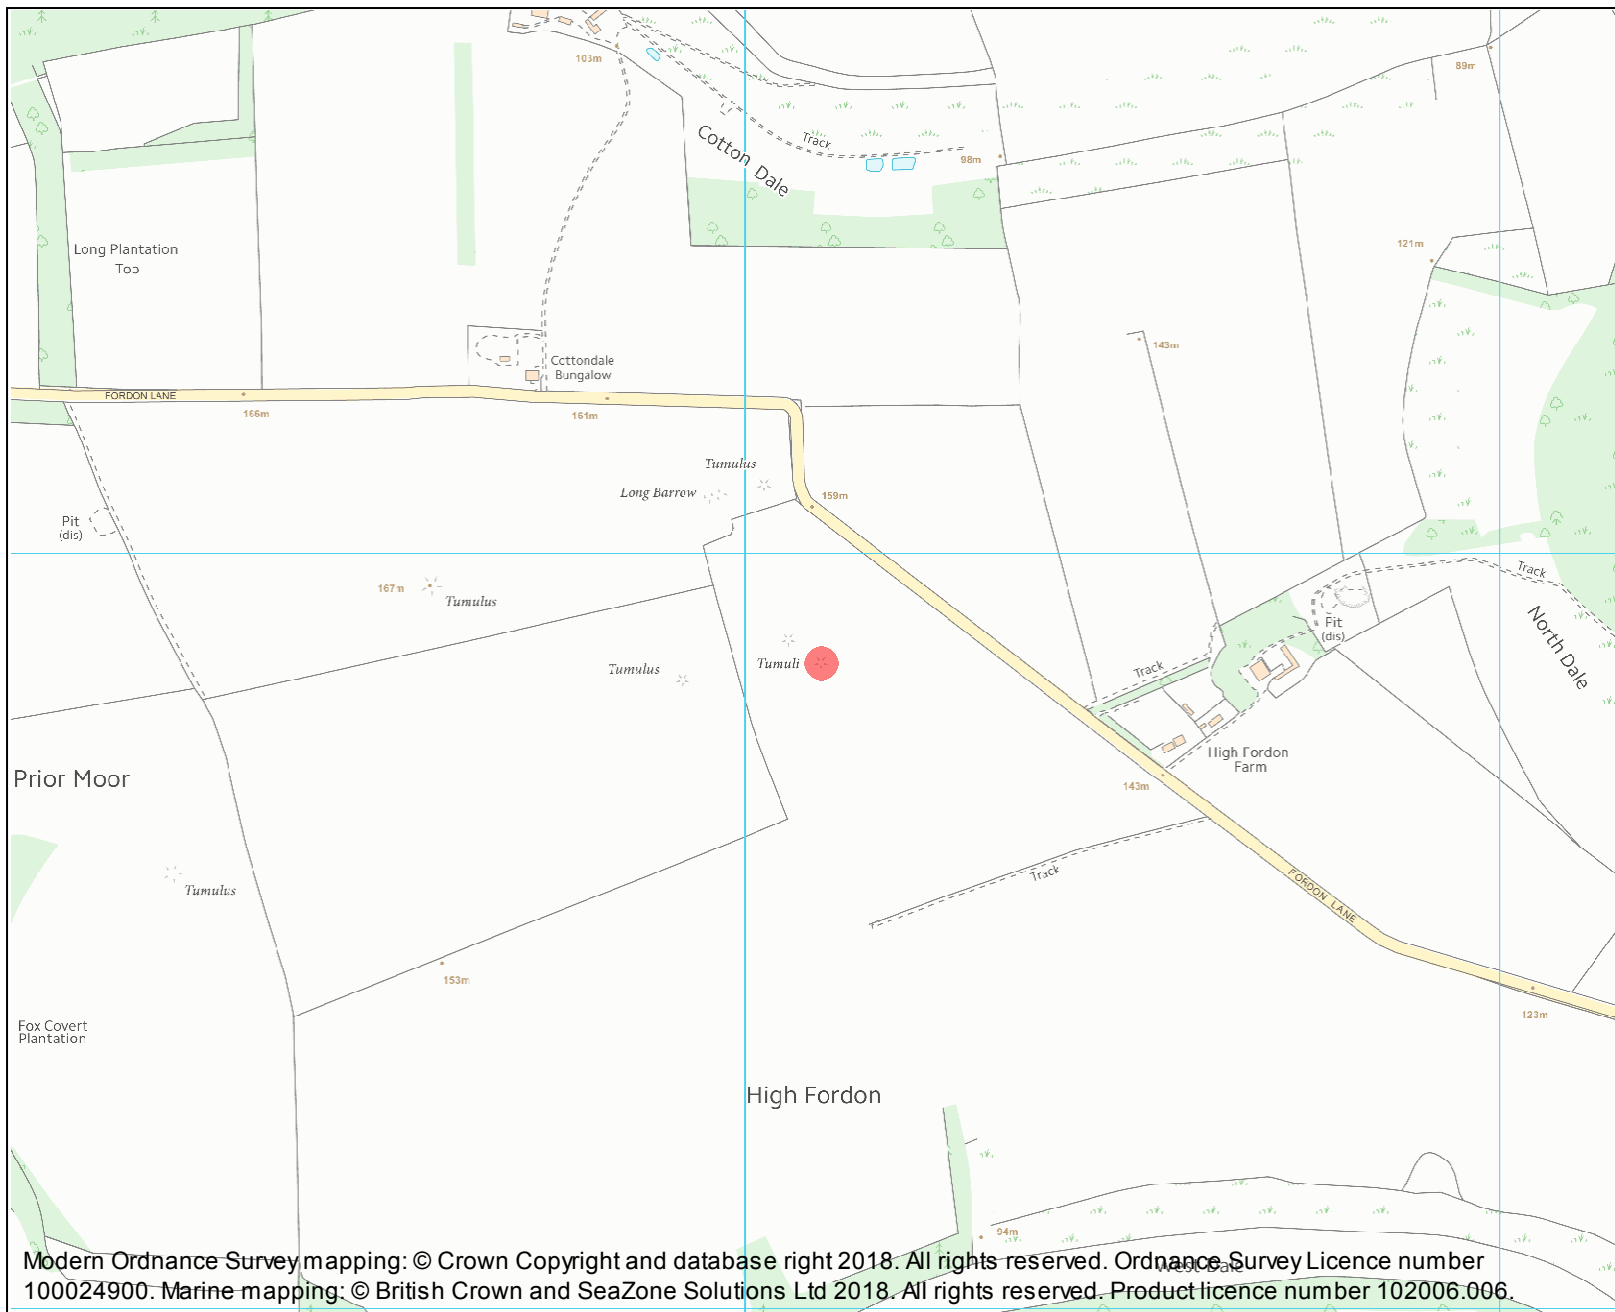 103m
89m
Cotton Dale
Track
98m
Long Plantation
Top
121m
143m
Cottondale
Bungalow
FORDON LANE
166m
161m
Tumulus
Long Barrow
159m
Pit
(dis)
167m
Tumulus
Track
North Dale
Pit
(dis)
Tumulus
Tumuli
Track
High Fordon
Farm
Prior Moor
143m
Track
Tumulus
FORDON LANE
153m
123m
Fox Covert
Plantation
High Fordon
94m
West Dale
Modern Ordnance Survey mapping: © Crown Copyright and database right 2018. All rights reserved. Ordnance Survey Licence number
100024900. Marine mapping: © British Crown and SeaZone Solutions Ltd 2018. All rights reserved. Product licence number 102006.006.